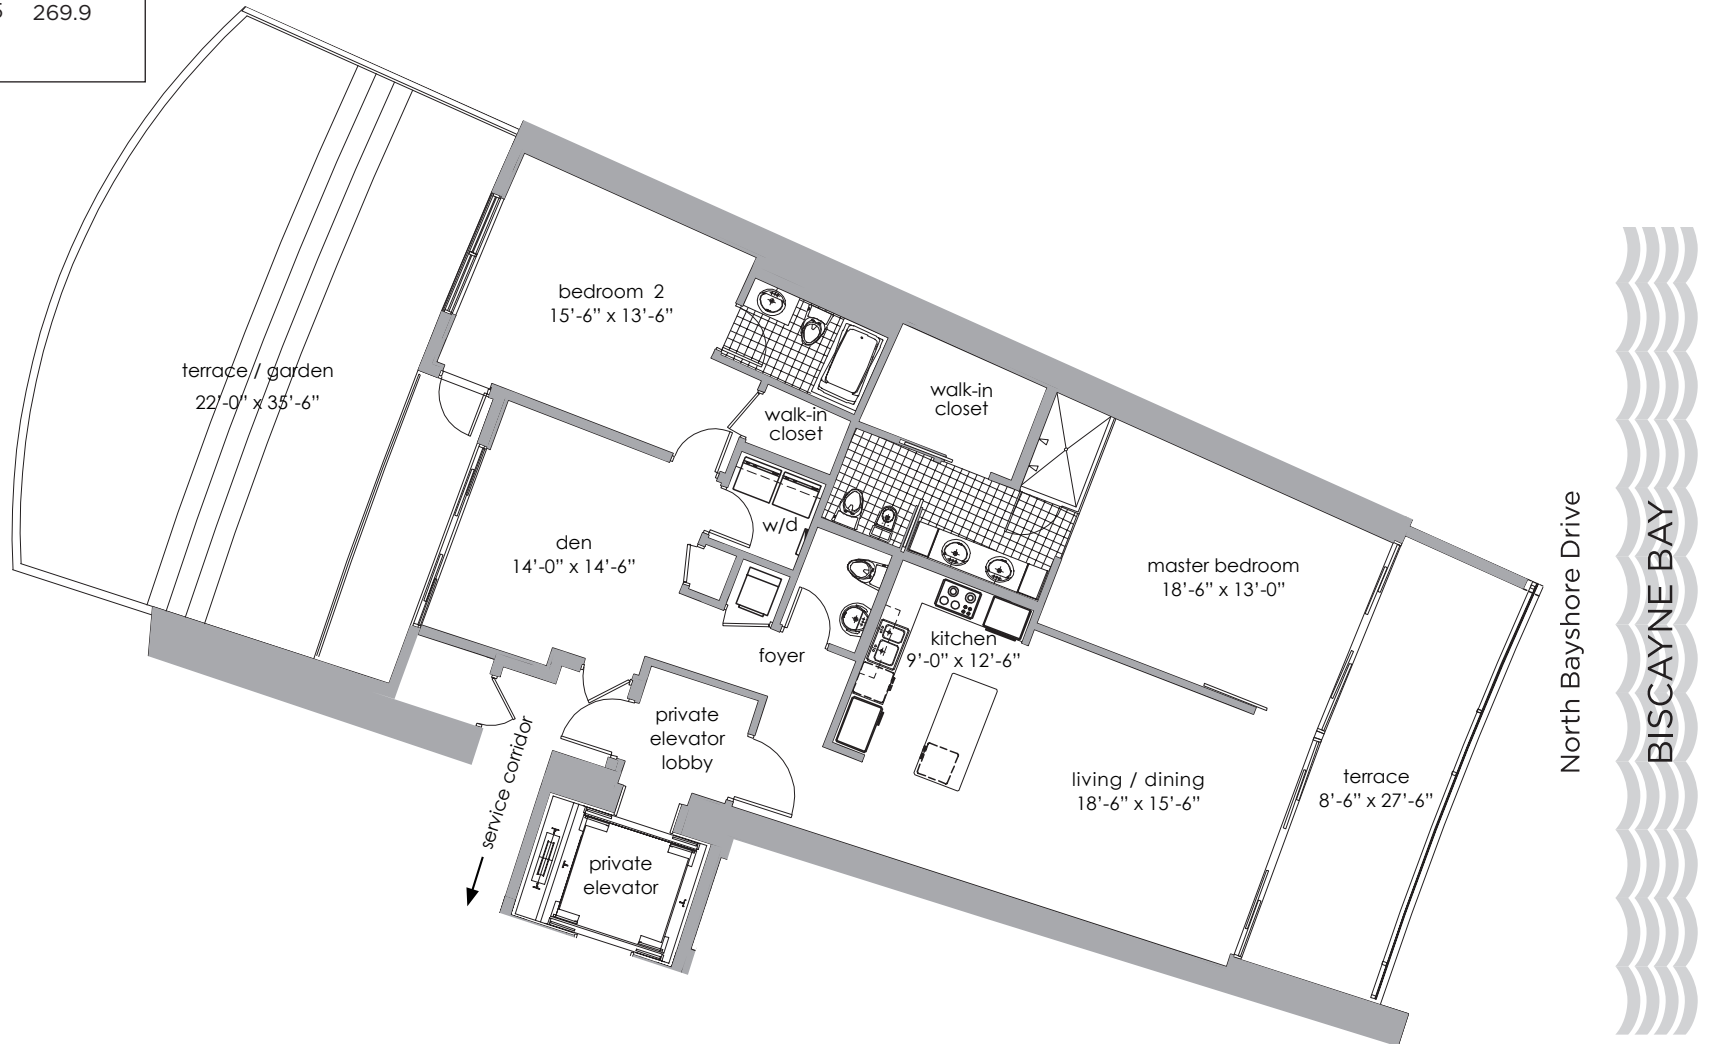 269.9
bedroom 2
15'-6" x 13'-6"
terrace / garden
22'-0" x 35'-6"
walk-in
closet
walk-in
closet
w/d
den
14'-0" x 14'-6"
master bedroom
18'-6" x 13'-0"
kitchen
9'-0" x 12'-6"
foyer
private
elevator
lobby
living / dining
18'-6" x 15'-6"
terrace
8'-6" x 27'-6"
service corridor
private
elevator
North Bayshore Drive
BISCAYNE BAY